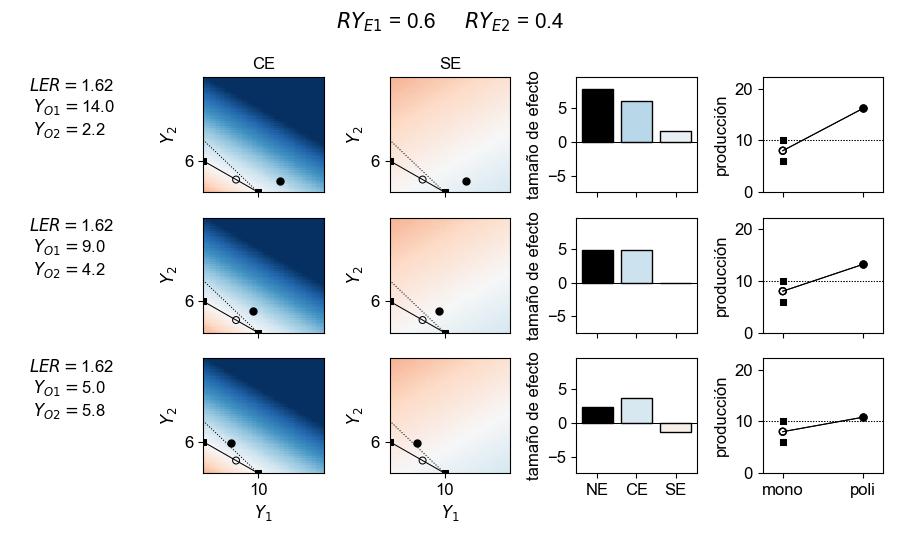 RY_E1 = 0.6 RY_E2 = 0.4
CE SE
LER = 1.62
Y_O1 = 14.0
Y_O2 = 2.2
Y_2
6
Y_2
tamaño de efecto
5
0
−5
producción
20
10
0
LER = 1.62
Y_O1 = 9.0
Y_O2 = 4.2
Y_2
6
Y_2
tamaño de efecto
5
0
−5
producción
20
10
0
LER = 1.62
Y_O1 = 5.0
Y_O2 = 5.8
Y_2
6
Y_2
tamaño de efecto
5
0
−5
producción
20
10
0
10 10 NE CE SE mono poli
Y_1 Y_1